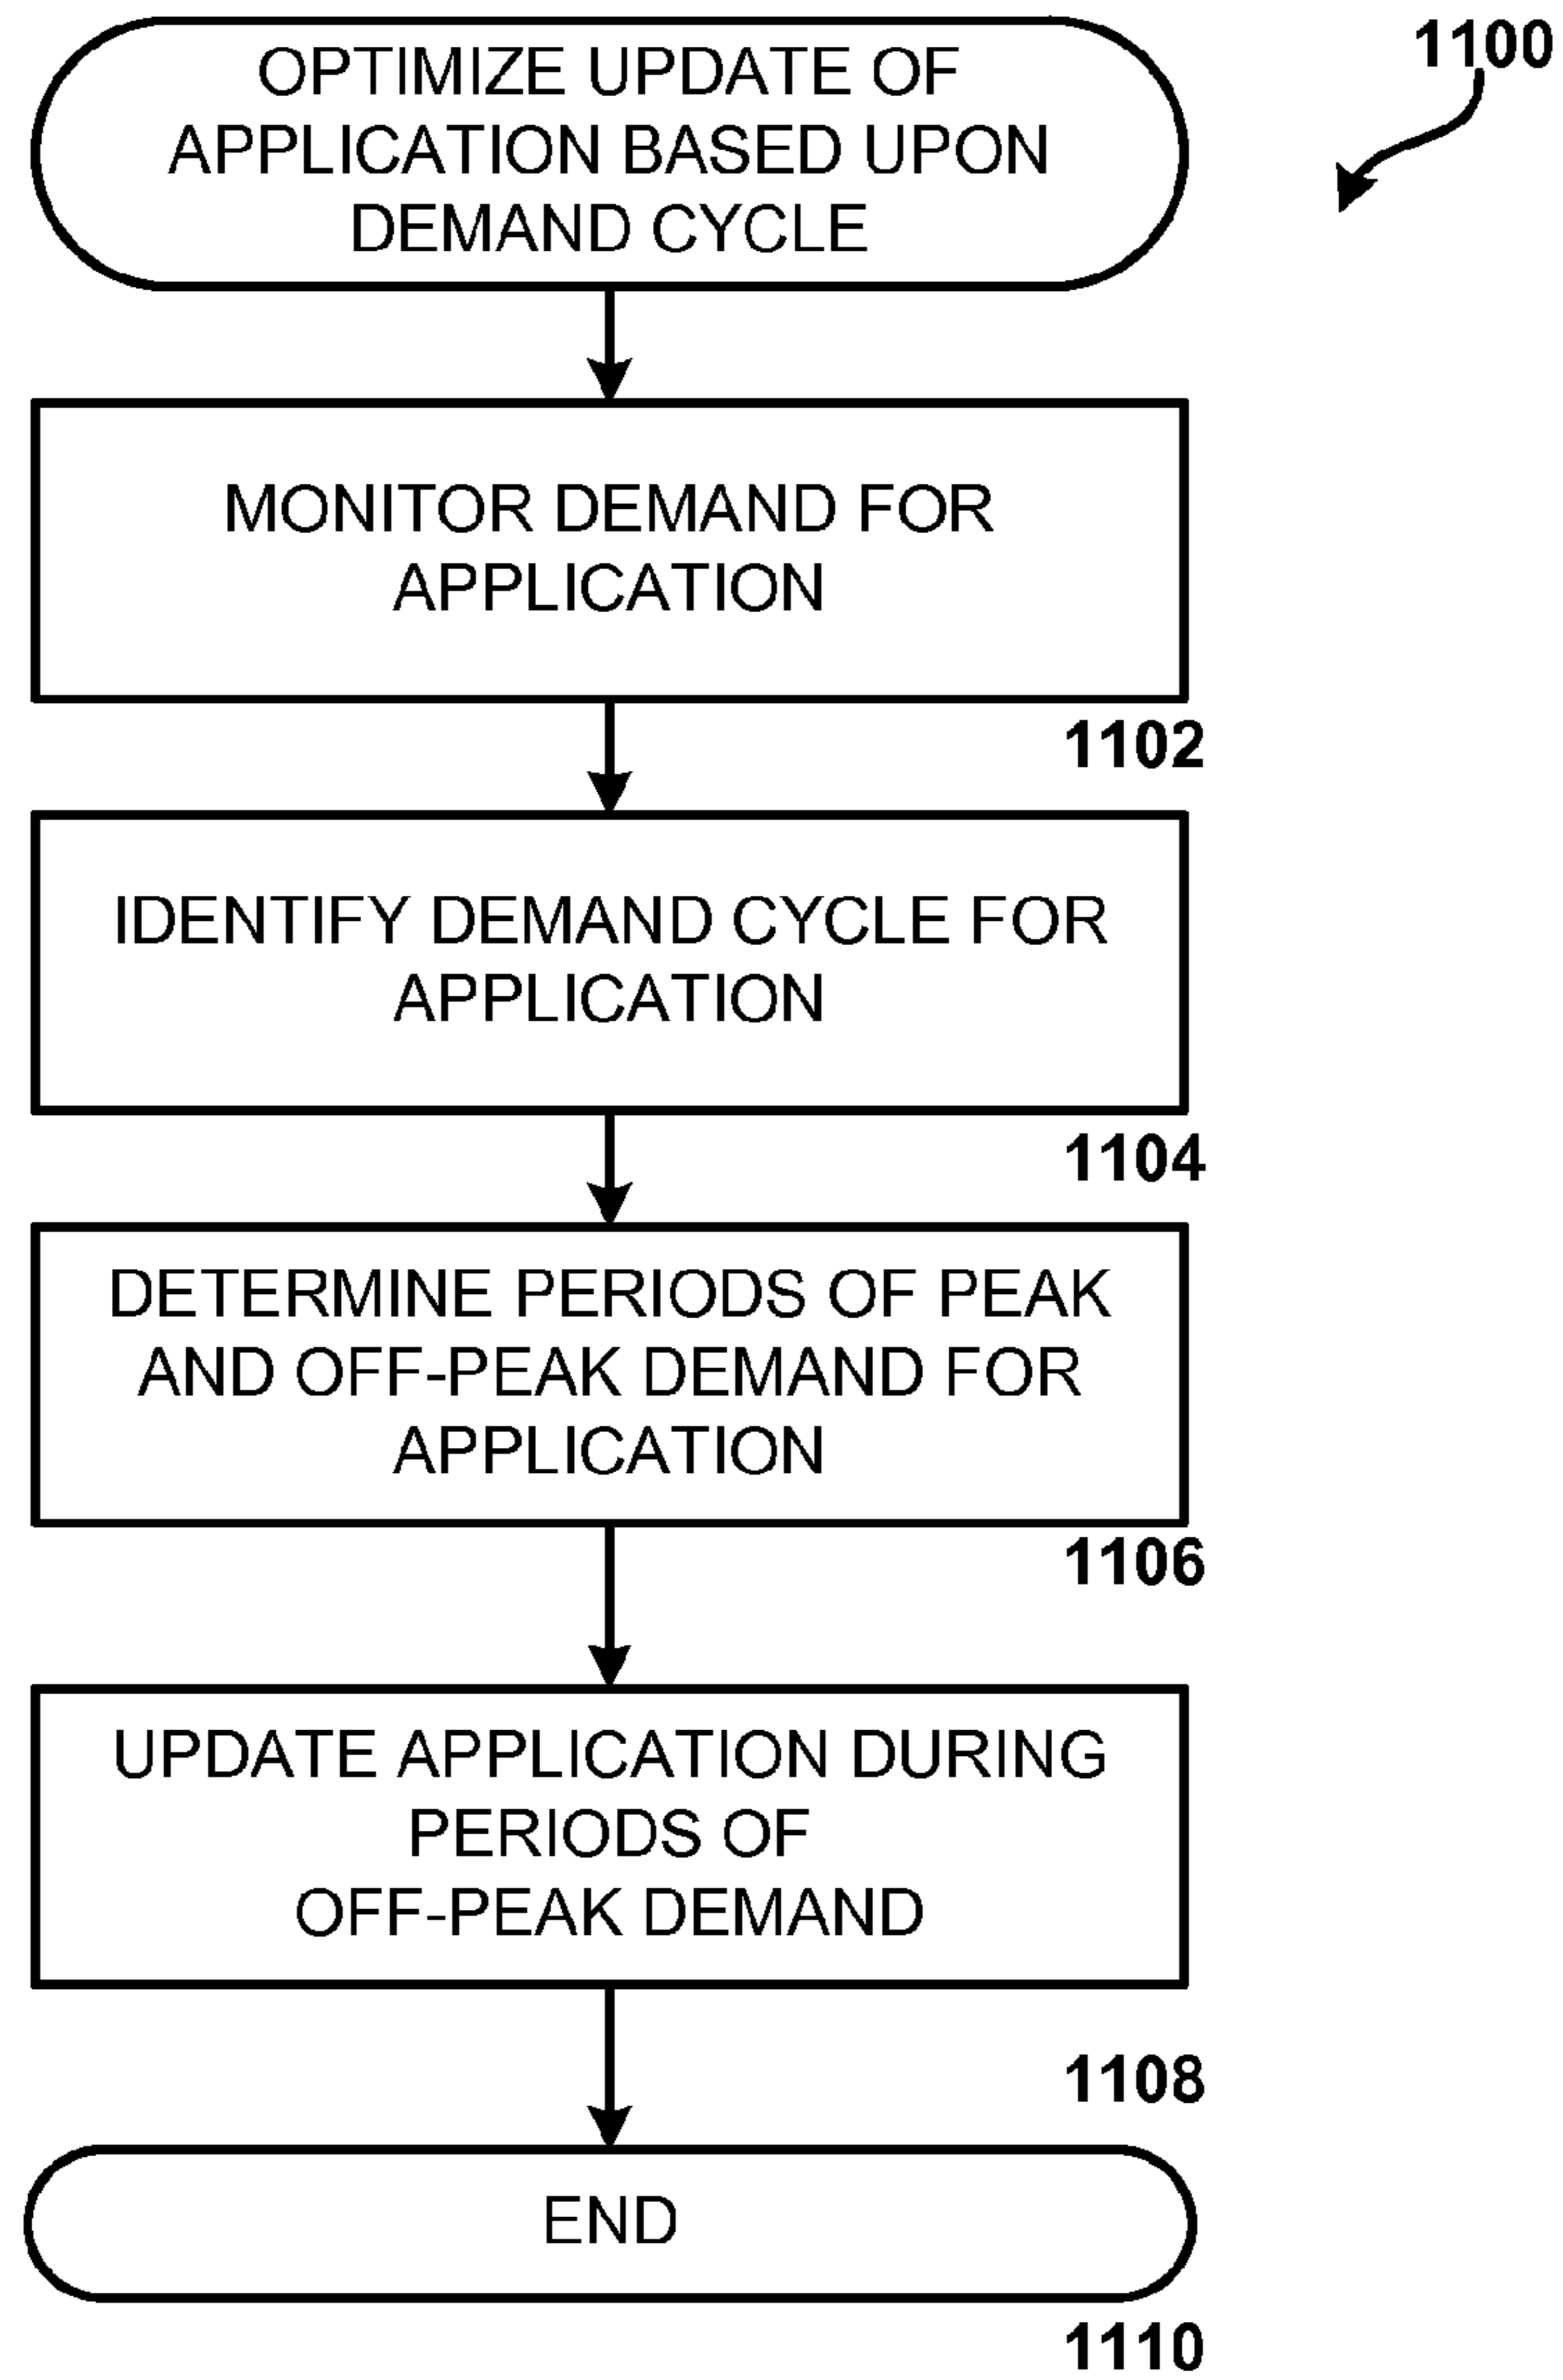 1100
OPTIMIZE UPDATE OF
APPLICATION BASED UPON
DEMAND CYCLE
MONITOR DEMAND FOR
APPLICATION
1102
IDENTIFY DEMAND CYCLE FOR
APPLICATION
1104
DETERMINE PERIODS OF PEAK
AND OFF-PEAK DEMAND FOR
APPLICATION
1106
UPDATE APPLICATION DURING
PERIODS OF
OFF-PEAK DEMAND
1108
END
1110